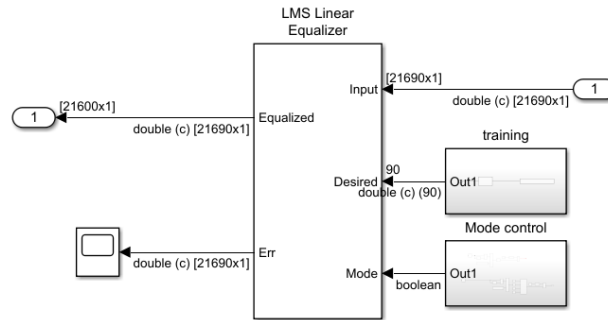 LMS Linear
Equalizer
[21600x1]
1
double (c) [21690x1]
Equalized
Input
[21690x1]
1
double (c) [21690x1]
training
Desired
90
double (c) (90)
Out1
Mode control
Err
double (c) [21690x1]
Mode
boolean
Out1